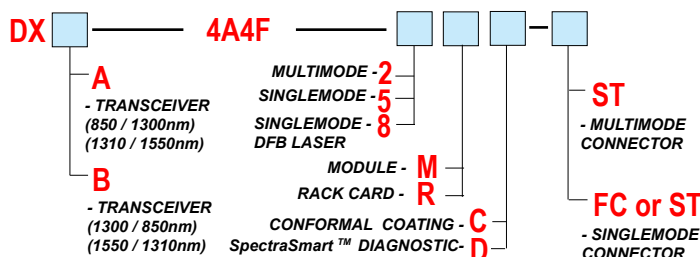 DX 4A4F -
A
- TRANSCEIVER
(850 / 1300nm)
(1310 / 1550nm)
B
- TRANSCEIVER
(1300 / 850nm)
(1550 / 1310nm)
MULTIMODE - 2
SINGLEMODE - 5
SINGLEMODE - 8
DFB LASER
MODULE - M
RACK CARD - R
CONFORMAL COATING - C
SpectraSmart ™ DIAGNOSTIC- D
ST
- MULTIMODE
CONNECTOR
FC or ST
- SINGLEMODE
CONNECTOR